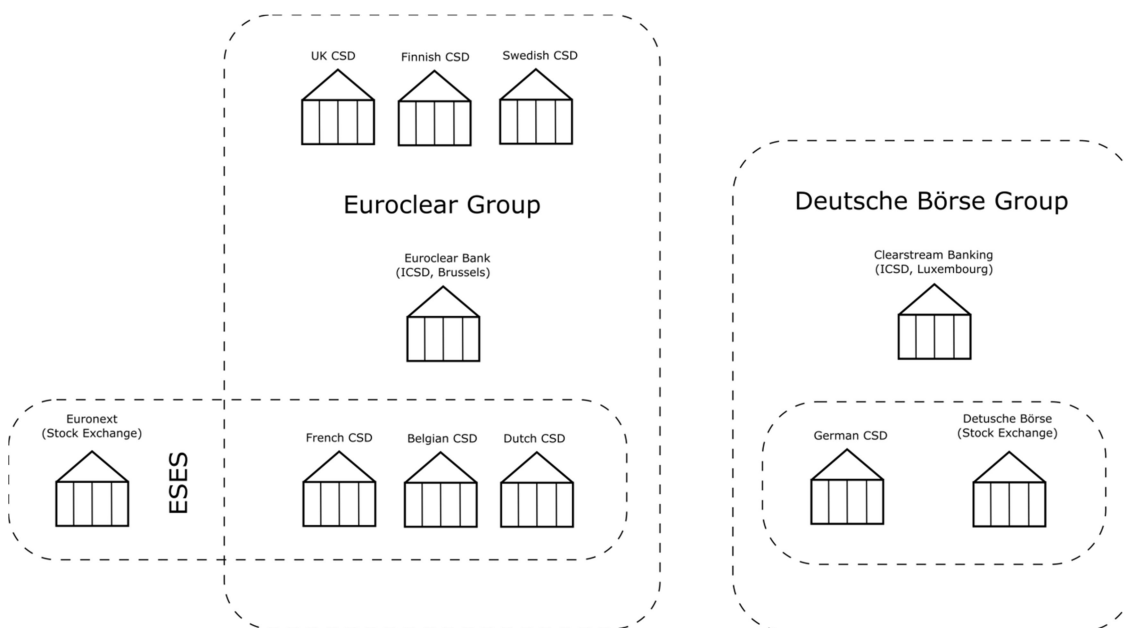 UK CSD
Finnish CSD
Swedish CSD
Euroclear Group
Euroclear Bank
(ICSD, Brussels)
Euronext
(Stock Exchange)
ESES
French CSD
Belgian CSD
Dutch CSD
Deutsche Börse Group
Clearstream Banking
(ICSD, Luxembourg)
German CSD
Detusche Börse
(Stock Exchange)